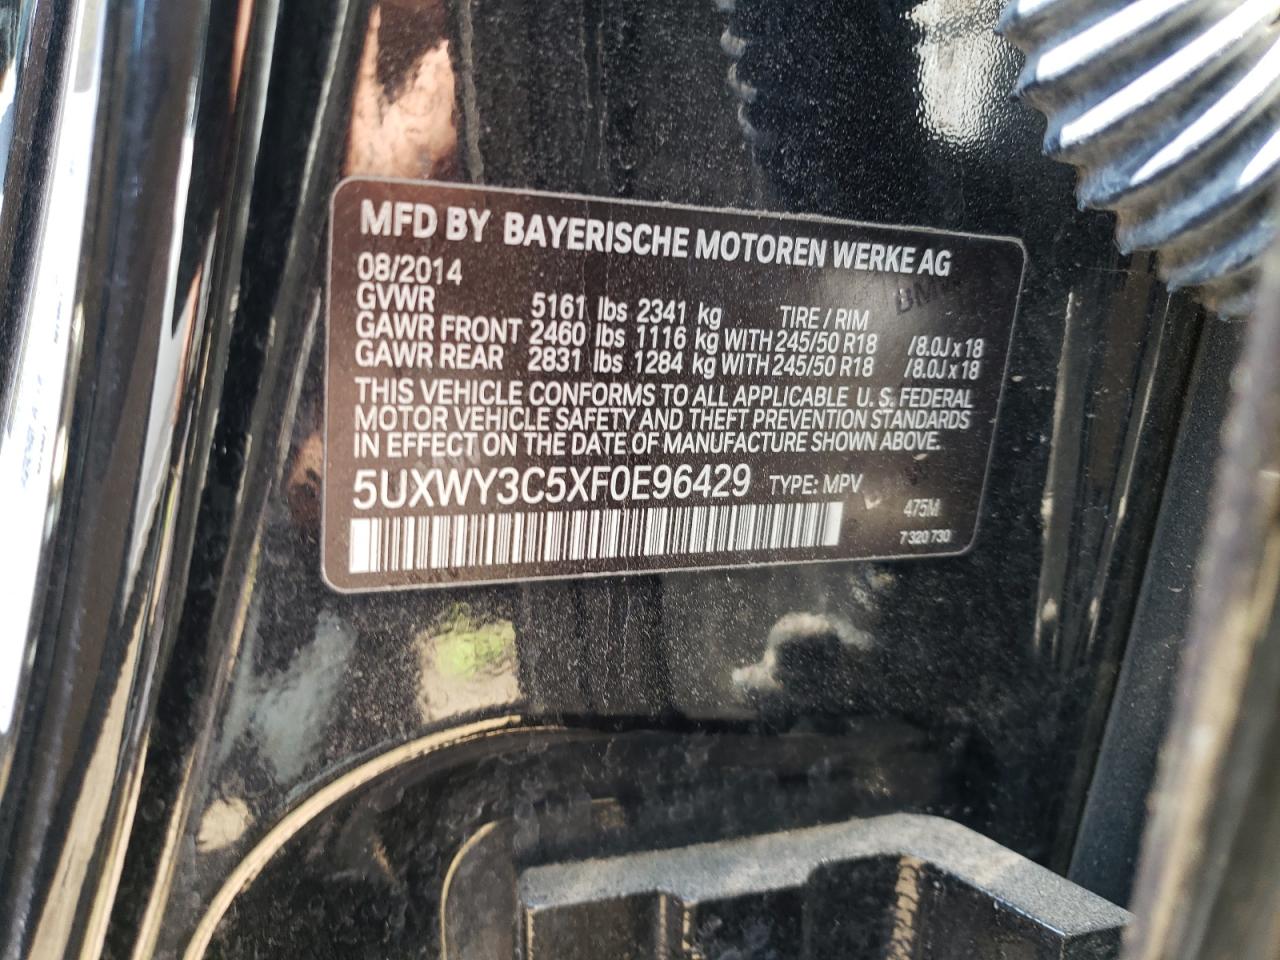 MFD BY BAYERISCHE MOTOREN WERKE AG
08/2014
GVWR 5161 lbs 2341 kg TIRE / RIM
GAWR FRONT 2460 lbs 1116 kg WITH 245/50 R18 /8.0J x 18
GAWR REAR 2831 lbs 1284 kg WITH 245/50 R18 /8.0J x 18
THIS VEHICLE CONFORMS TO ALL APPLICABLE U. S. FEDERAL
MOTOR VEHICLE SAFETY AND THEFT PREVENTION STANDARDS
IN EFFECT ON THE DATE OF MANUFACTURE SHOWN ABOVE.
5UXWY3C5XF0E96429 TYPE: MPV
475M
7 320 730